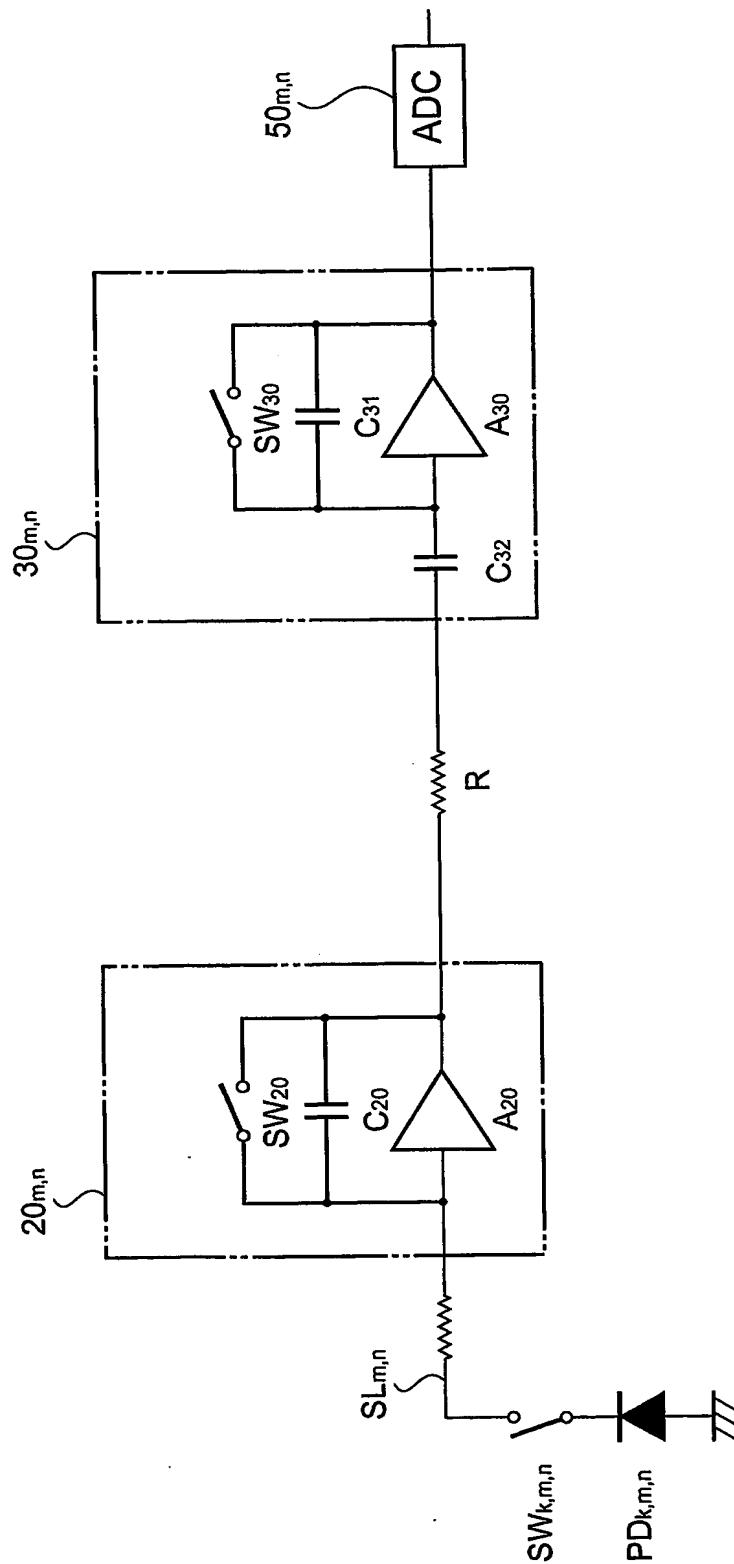 50m,n
ADC
30m,n
SW30
C31
A30
C32
R
20m,n
SW20
C20
A20
SLm,n
SWk,m,n
PDk,m,n